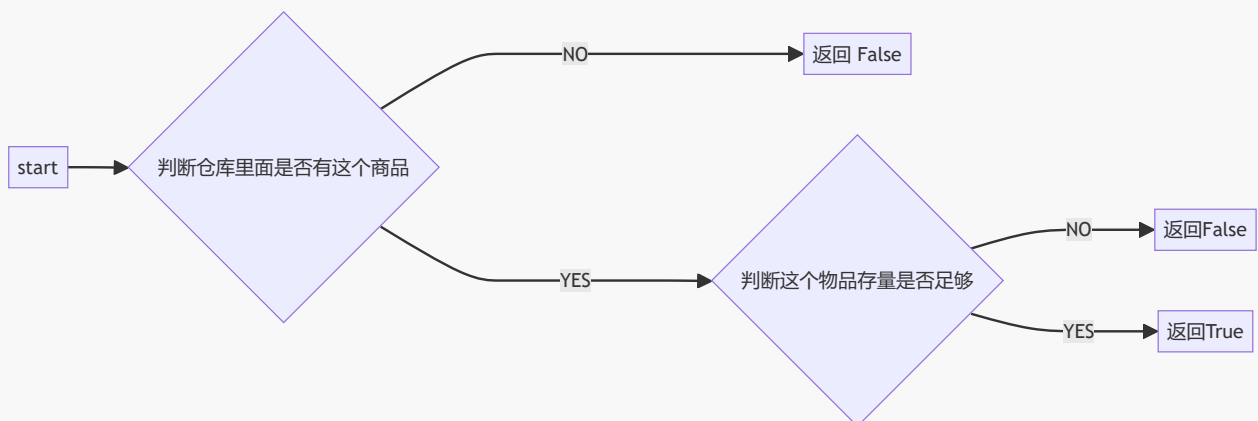 start
判断仓库里面是否有这个商品
NO
返回 False
YES
判断这个物品存量是否足够
NO
返回False
YES
返回True